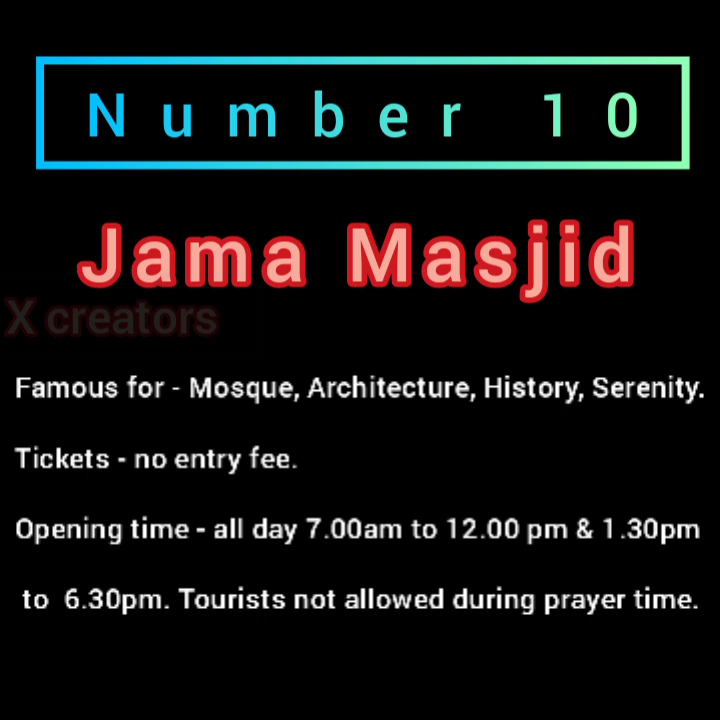 Number 10
Jama Masjid
X creators
Famous for - Mosque, Architecture, History, Serenity.
Tickets - no entry fee.
Opening time - all day 7.00am to 12.00 pm & 1.30pm
to 6.30pm. Tourists not allowed during prayer time.